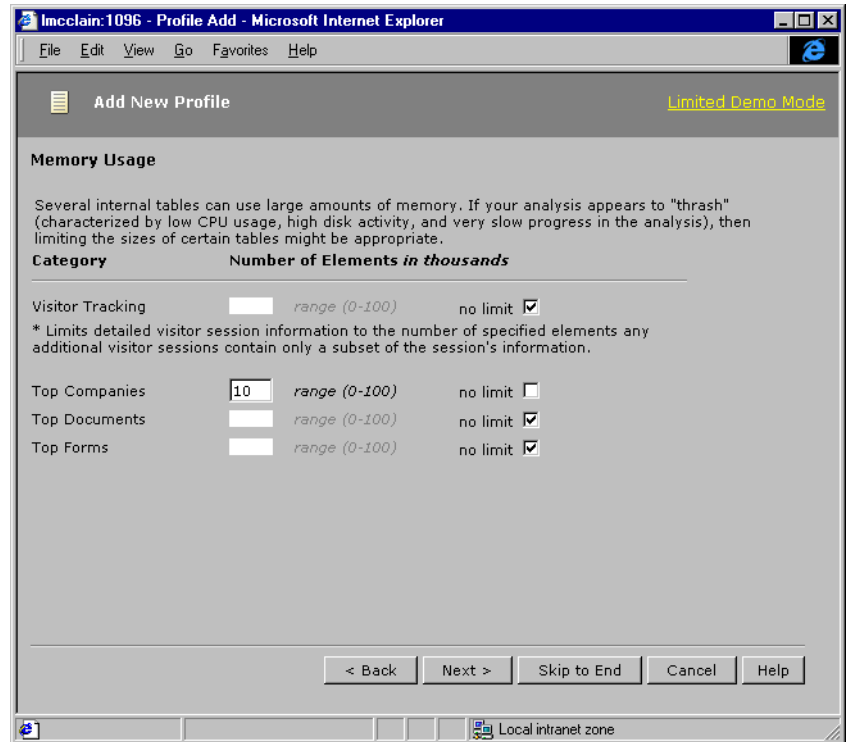 lmcclain:1096 - Profile Add - Microsoft Internet Explorer
File Edit View Go Favorites Help
Add New Profile Limited Demo Mode
Memory Usage
Several internal tables can use large amounts of memory. If your analysis appears to "thrash"
(characterized by low CPU usage, high disk activity, and very slow progress in the analysis), then
limiting the sizes of certain tables might be appropriate.
Category Number of Elements in thousands
Visitor Tracking range (0-100) no limit
* Limits detailed visitor session information to the number of specified elements any
additional visitor sessions contain only a subset of the session's information.
Top Companies 10 range (0-100) no limit
Top Documents range (0-100) no limit
Top Forms range (0-100) no limit
< Back Next > Skip to End Cancel Help
Local intranet zone